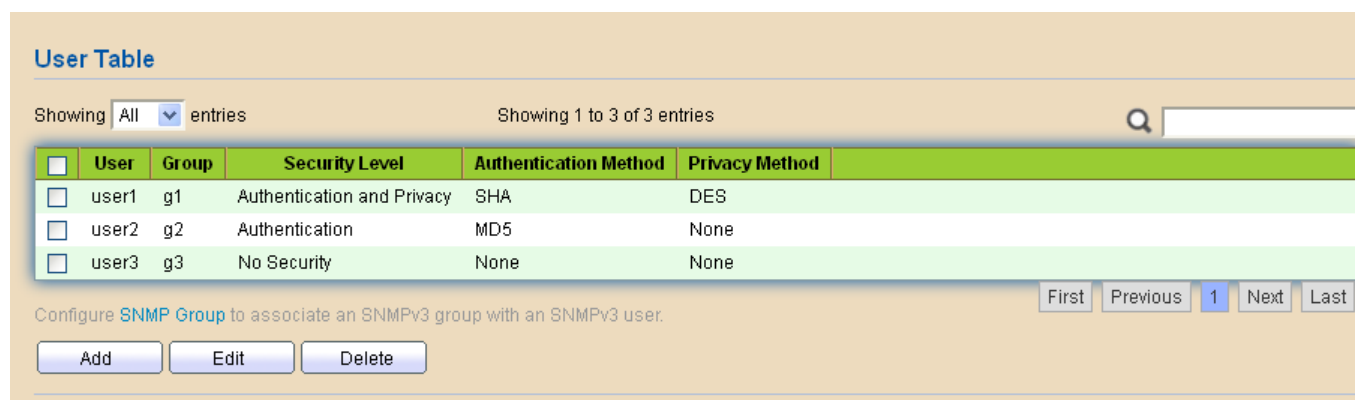 User Table
Showing All entries Showing 1 to 3 of 3 entries
User Group Security Level Authentication Method Privacy Method
user1 g1 Authentication and Privacy SHA DES
user2 g2 Authentication MD5 None
user3 g3 No Security None None
First Previous 1 Next Last
Configure SNMP Group to associate an SNMPv3 group with an SNMPv3 user.
Add Edit Delete